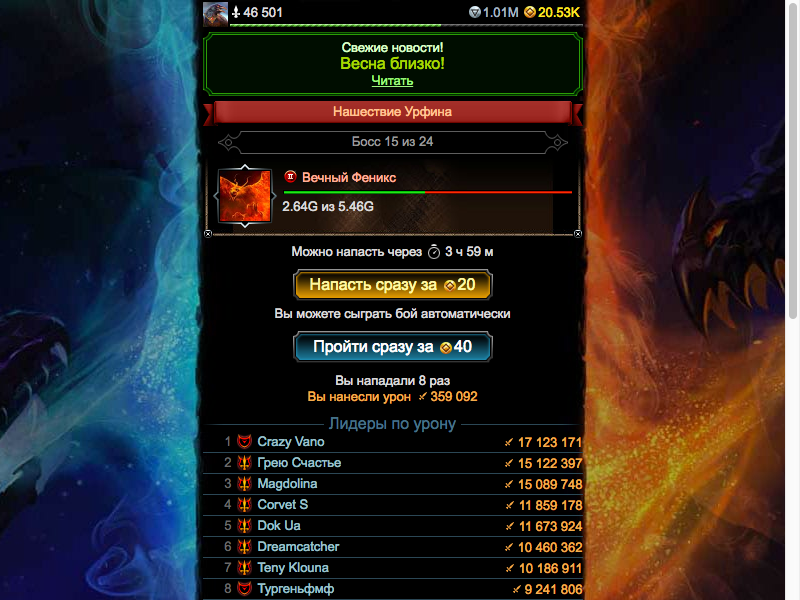 46 501 1.01M 20.53K
Свежие новости!
Весна близко!
Читать
Нашествие Урфина
Босс 15 из 24
II Вечный Феникс
2.64G из 5.46G
Можно напасть через 3 ч 59 м
Напасть сразу за 20
Вы можете сыграть бой автоматически
Пройти сразу за 40
Вы нападали 8 раз
Вы нанесли урон 359 092
Лидеры по урону
1 Crazy Vano 17 123 171
2 Грею Счастье 15 122 397
3 Magdolina 15 089 748
4 Corvet S 11 859 178
5 Dok Ua 11 673 924
6 Dreamcatcher 10 460 362
7 Teny Klouna 10 186 911
8 Тургеньфмф 9 241 806